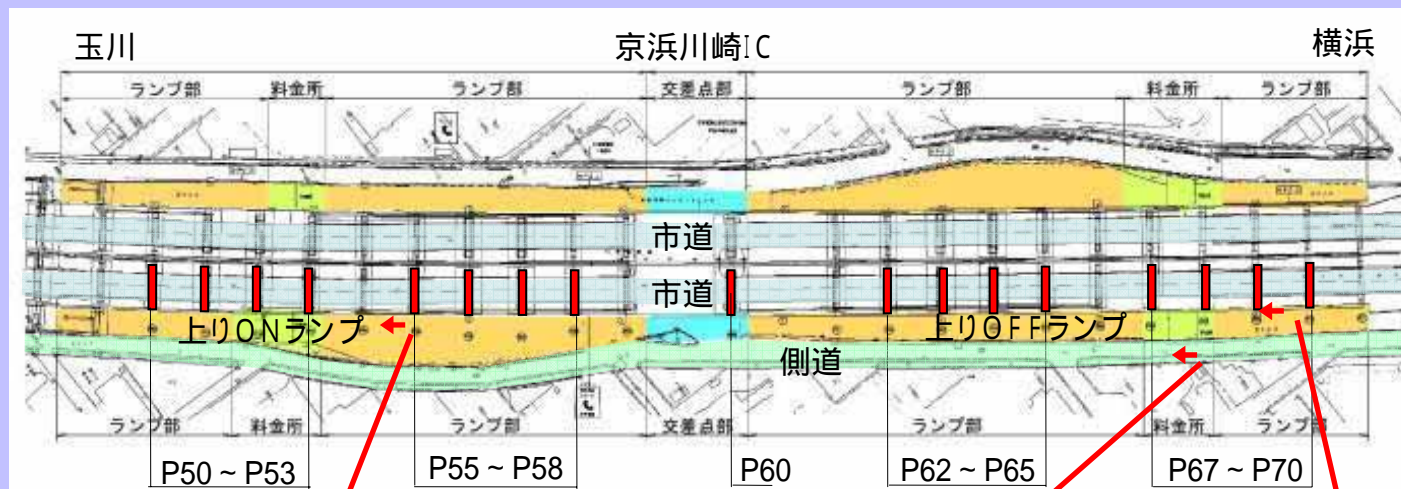 玉川 京浜川崎IC 横浜
ランプ部 料金所 ランプ部 交差点部 ランプ部 料金所 ランプ部
市道
市道
上りONランプ 上りOFFランプ
側道
ランプ部 料金所 ランプ部 交差点部 ランプ部 料金所 ランプ部
P50 ~ P53 P55 ~ P58 P60 P62 ~ P65 P67 ~ P70